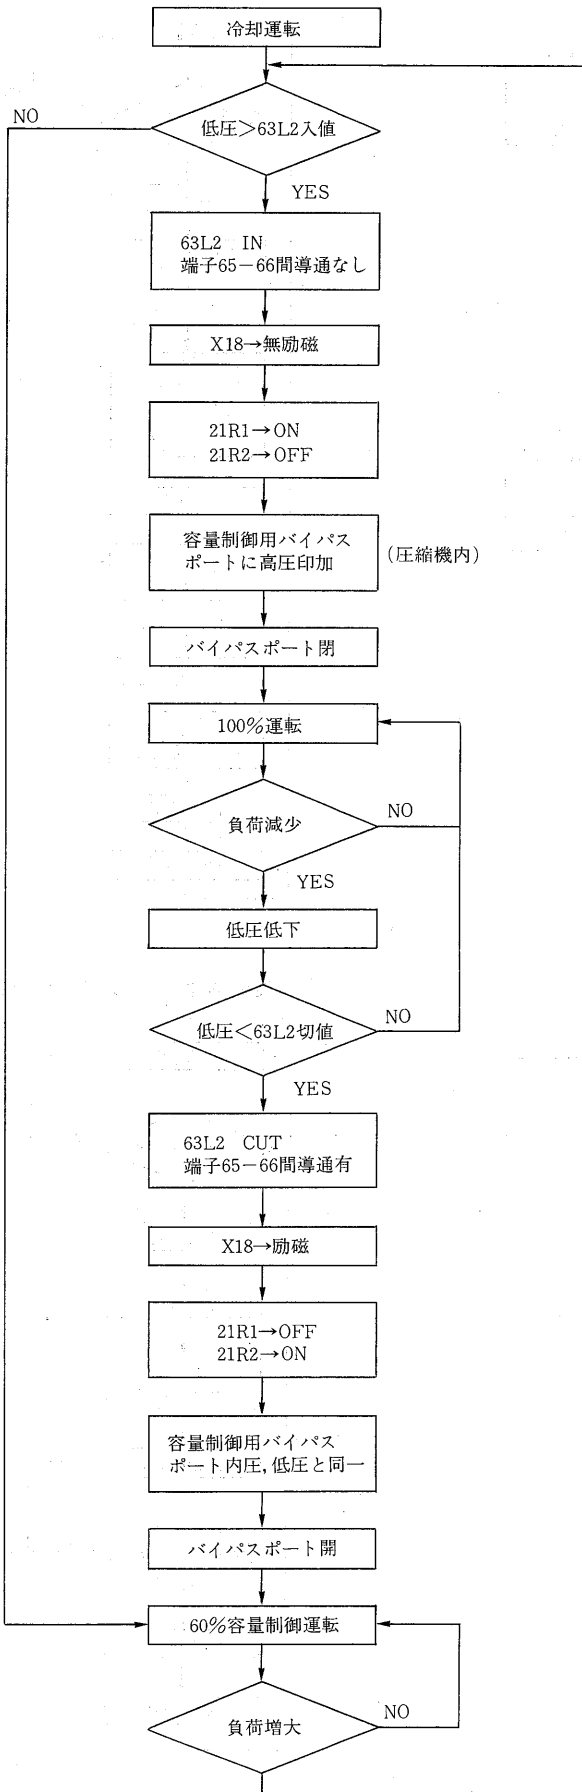 冷却運転
NO
低圧＞63L2入値
YES
63L2 IN
端子65－66間導通なし
X18→無励磁
21R1→ON
21R2→OFF
容量制御用バイパス
ポートに高圧印加
(圧縮機内)
バイパスポート閉
100%運転
負荷減少
NO
YES
低圧低下
低圧＜63L2切値
NO
YES
63L2 CUT
端子65－66間導通有
X18→励磁
21R1→OFF
21R2→ON
容量制御用バイパス
ポート内圧,低圧と同一
バイパスポート開
60%容量制御運転
負荷増大
NO